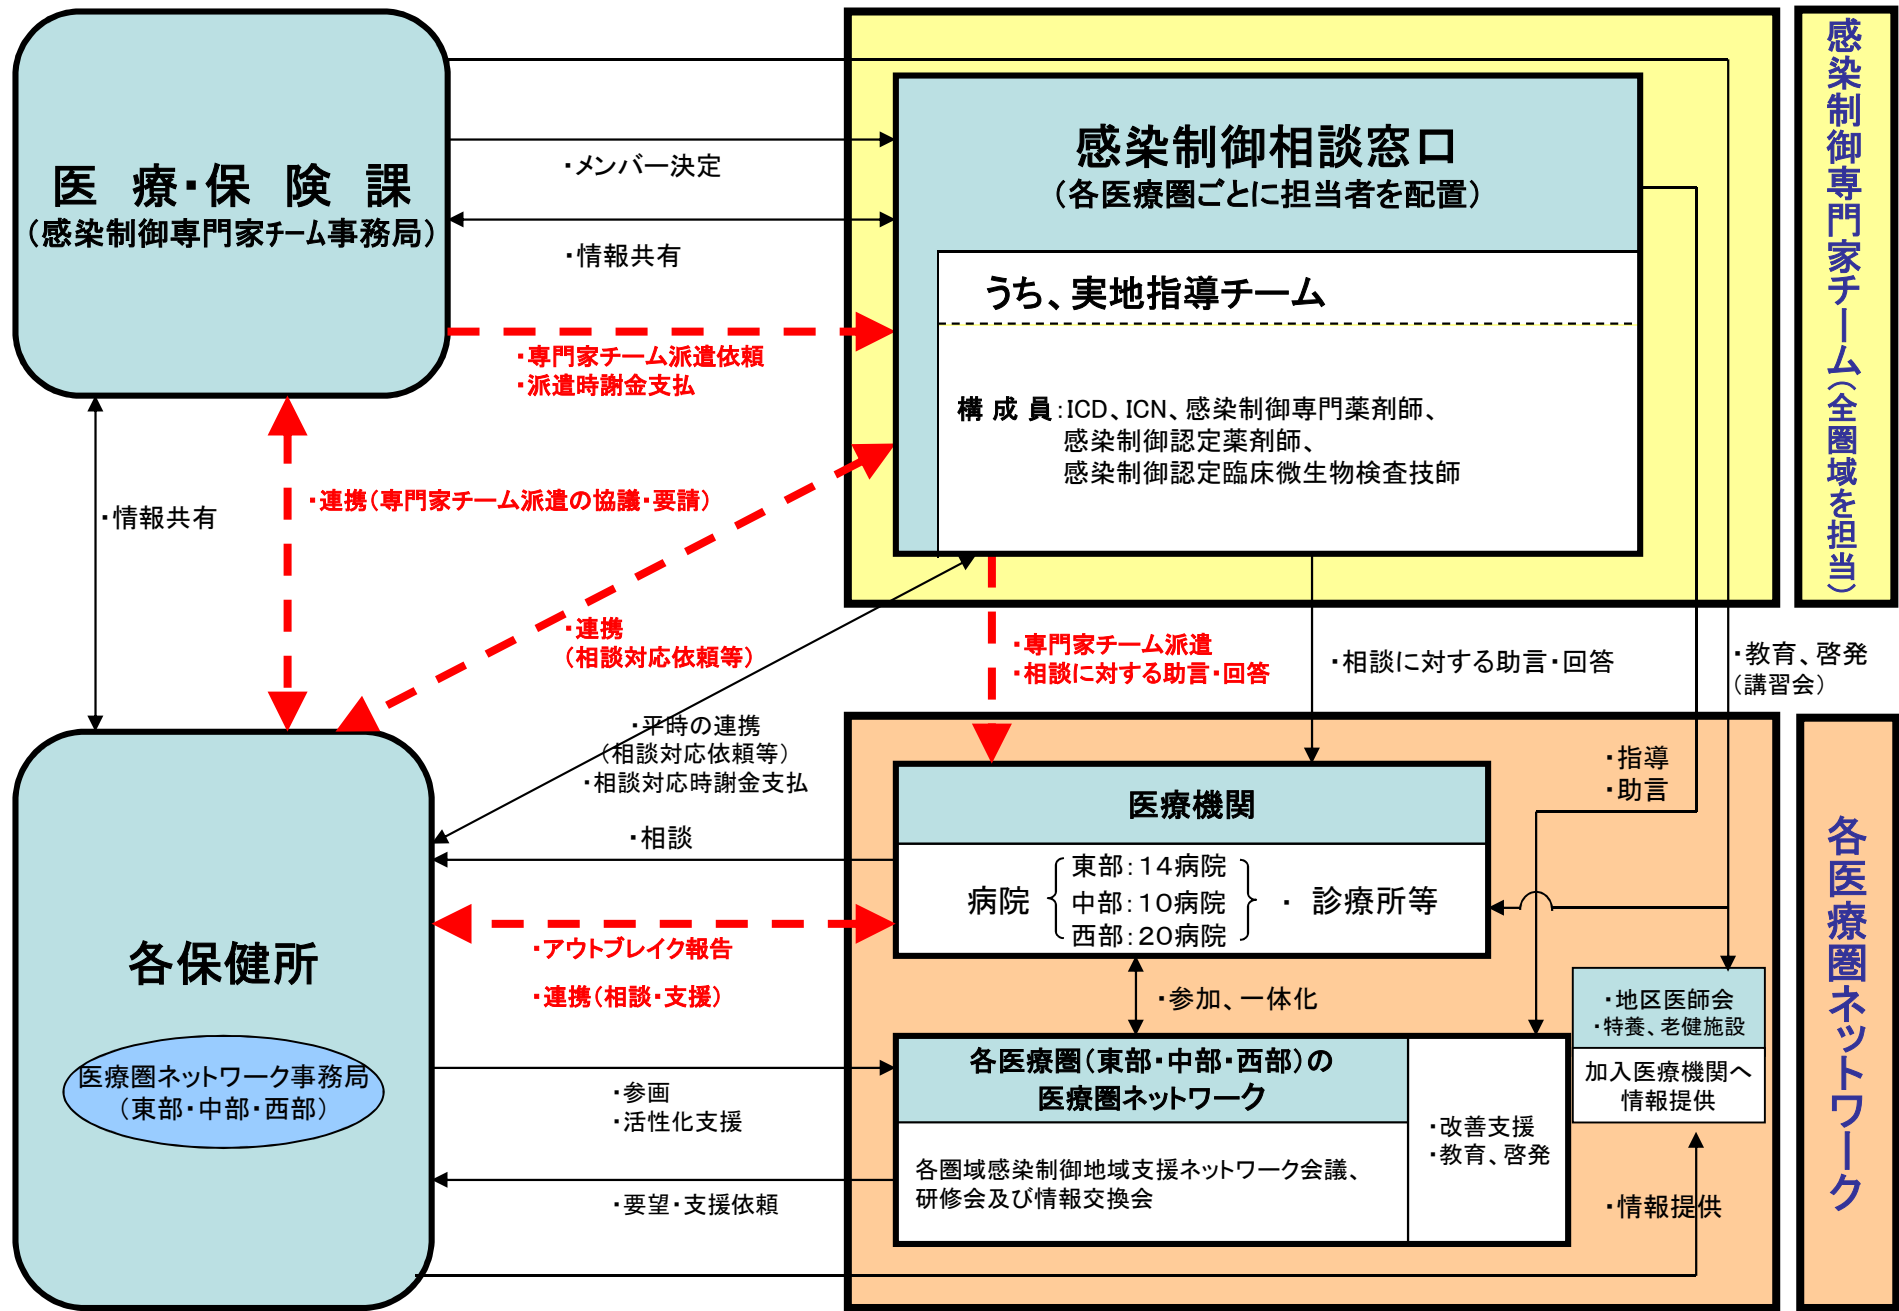 医　療・保　険　課
（感染制御専門家チーム事務局）
・メンバー決定
・情報共有
・専門家チーム派遣依頼
・派遣時謝金支払
感染制御相談窓口
（各医療圏ごとに担当者を配置）
うち、実地指導チーム
構 成 員：ICD、ICN、感染制御専門薬剤師、
感染制御認定薬剤師、
感染制御認定臨床微生物検査技師
感染制御専門家チーム（全圏域を担当）
・情報共有
・連携（専門家チーム派遣の協議・要請）
・連携
（相談対応依頼等）
・専門家チーム派遣
・相談に対する助言・回答
・相談に対する助言・回答
・教育、啓発
（講習会）
・平時の連携
（相談対応依頼等）
・相談対応時謝金支払
・指導
・助言
・相談
医療機関
病院
東部：１４病院
中部：１０病院
西部：２０病院
・ 診療所等
各保健所
医療圏ネットワーク事務局
（東部・中部・西部）
・アウトブレイク報告
・連携（相談・支援）
・参加、一体化
・参画
・活性化支援
・要望・支援依頼
各医療圏（東部・中部・西部）の
医療圏ネットワーク
各圏域感染制御地域支援ネットワーク会議、
研修会及び情報交換会
・改善支援
・教育、啓発
・地区医師会
・特養、老健施設
加入医療機関へ
情報提供
・情報提供
各医療圏ネットワーク